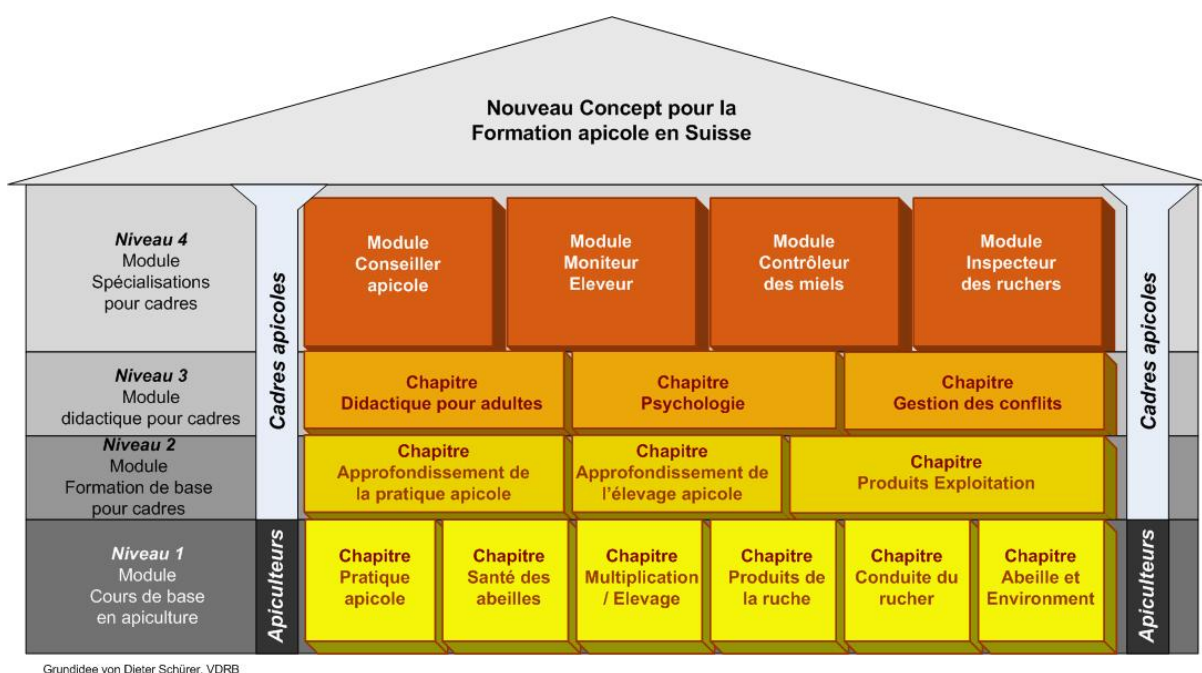 Nouveau Concept pour la
Formation apicole en Suisse
Niveau 4
Module
Spécialisations
pour cadres
Cadres apicoles
Module
Conseiller
apicole
Module
Moniteur
Eleveur
Module
Contrôleur
des miels
Module
Inspecteur
des ruchers
Cadres apicoles
Niveau 3
Module
didactique pour cadres
Chapitre
Didactique pour adultes
Chapitre
Psychologie
Chapitre
Gestion des conflits
Niveau 2
Module
Formation de base
pour cadres
Chapitre
Approfondissement de
la pratique apicole
Chapitre
Approfondissement de
l'élevage apicole
Chapitre
Produits Exploitation
Niveau 1
Module
Cours de base
en apiculture
Apiculteurs
Chapitre
Pratique
apicole
Chapitre
Santé des
abeilles
Chapitre
Multiplication
/ Elevage
Chapitre
Produits de
la ruche
Chapitre
Conduite du
rucher
Chapitre
Abeille et
Environment
Apiculteurs
Grundidee von Dieter Schürer, VDRB